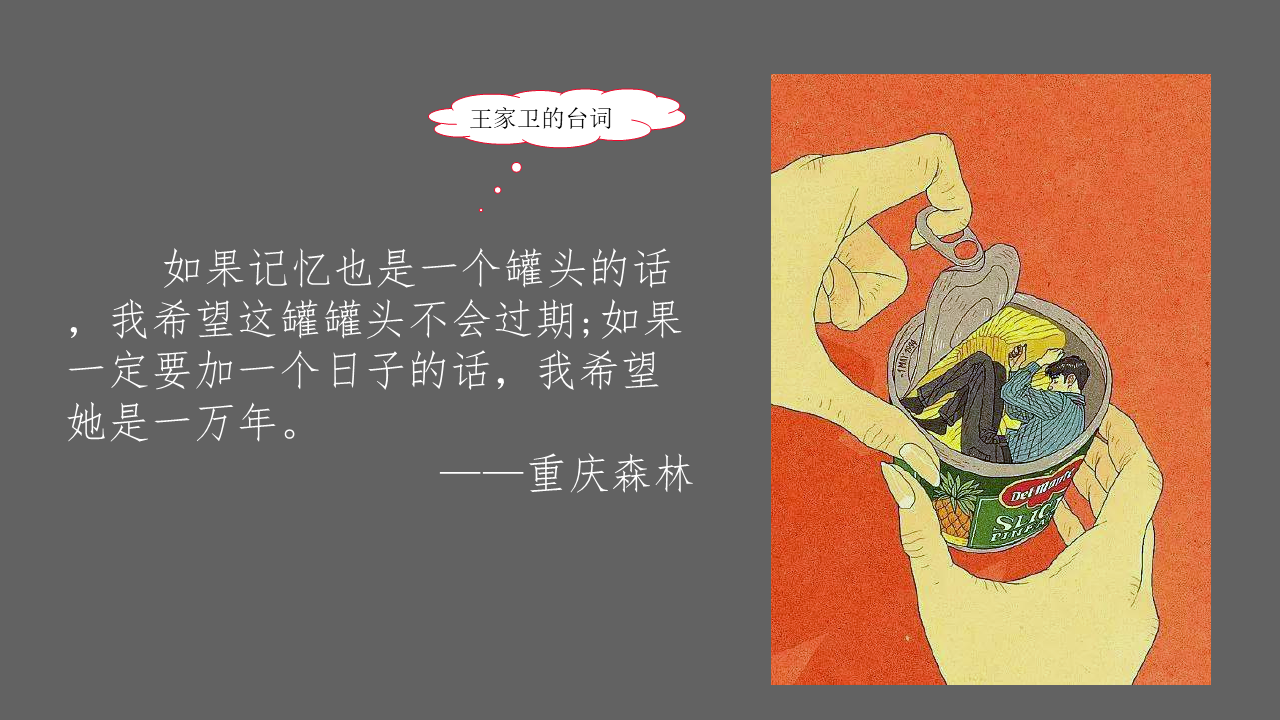 王家卫的台词
如果记忆也是一个罐头的话
，我希望这罐罐头不会过期;如果
一定要加一个日子的话，我希望
她是一万年。
——重庆森林
1 MAY 1994
Del Monte
SLIC
PINEA